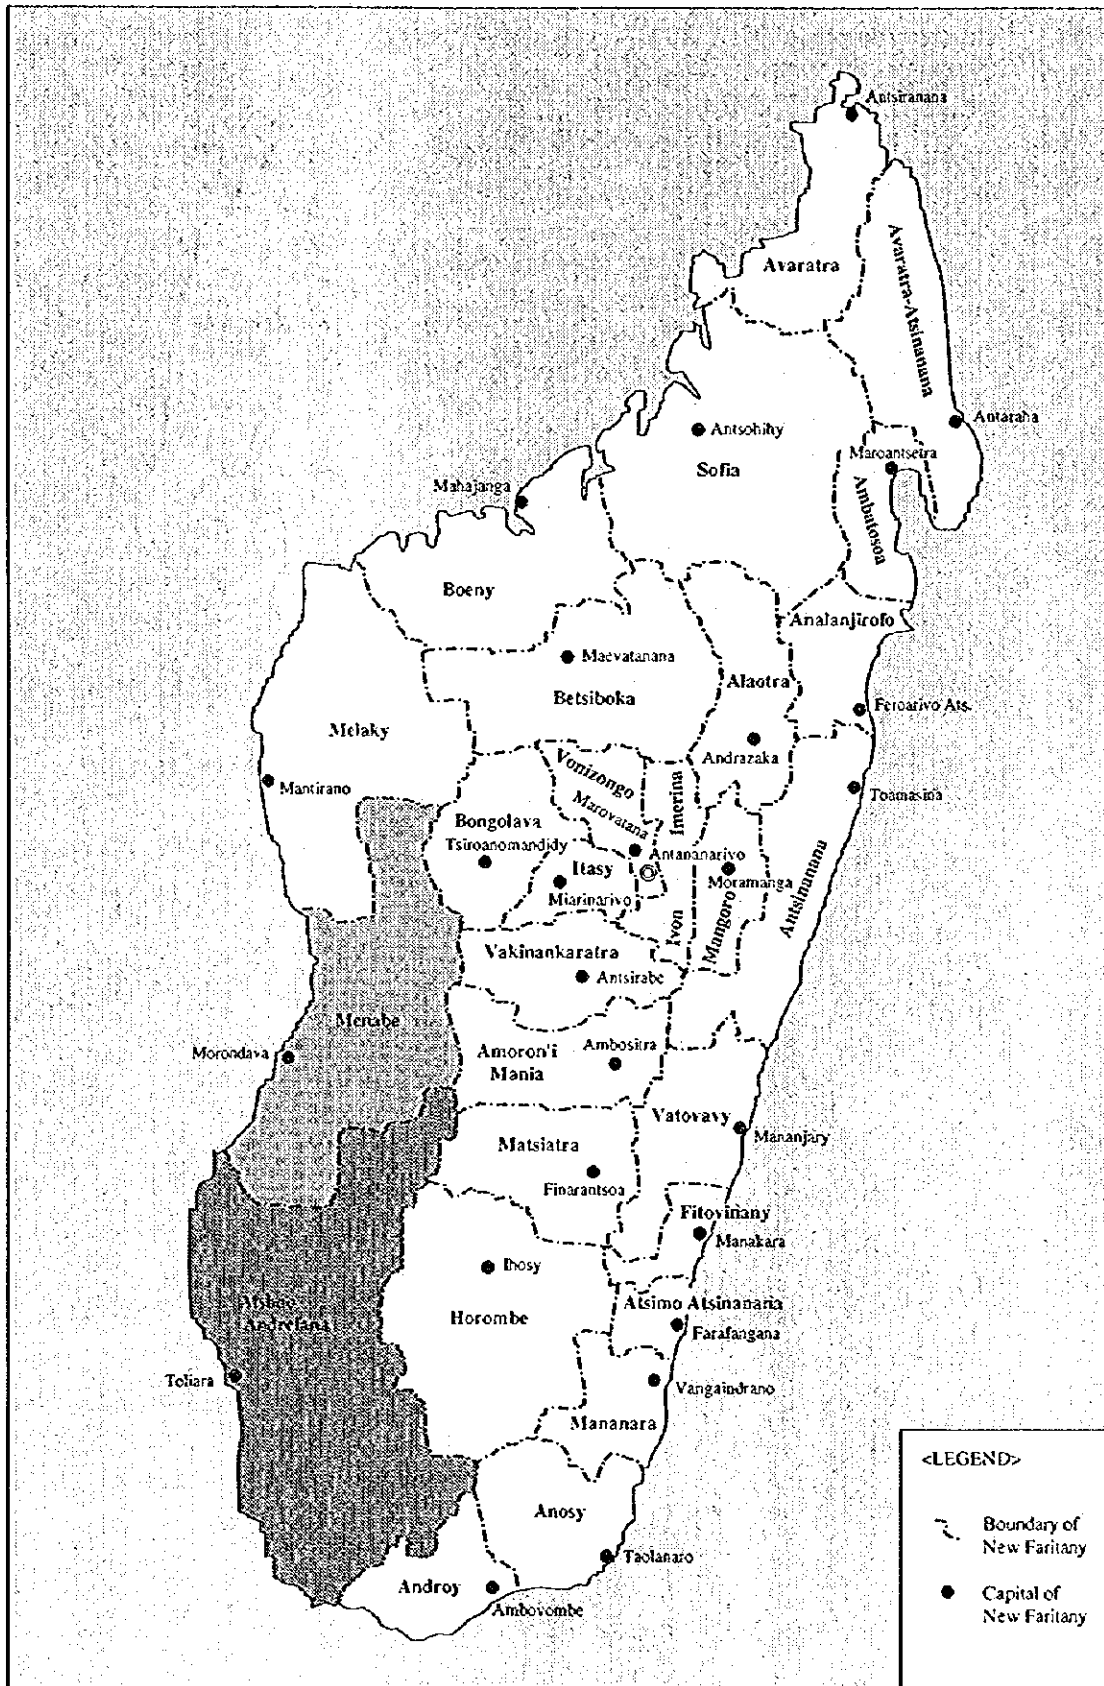 Antsiranana
Avaratra
Avaratra-Atsinanana
Antsohihy
Antaraha
Sofia
Maroantsetra
Mahajanga
Ambatosoa
Boeny
Analanjirofo
Maevatanana
Alaotra
Betsiboka
Feroarivo Ats.
Melaky
Andrazaka
Vonizongo
Mantirano
Imerina
Toamasina
Marovatana
Bongolava
Tsiroanomandidy
Antananarivo
Itasy
Moramanga
Miarinarivo
Antsinanana
Ivon
Mangoro
Vakinankaratra
Antsirabe
Menabe
Morondava
Ambositra
Amoron'i
Mania
Vatovavy
Mananjary
Matsiatra
Finarantsoa
Fitovinany
Manakara
Ihosy
Andrefana
Horombe
Atsimo Atsinanana
Farafangana
Toliara
Vangaindrano
Mananara
Anosy
Taolanaro
Androy
Ambovombe
<LEGEND>
Boundary of
New Faritany
Capital of
New Faritany